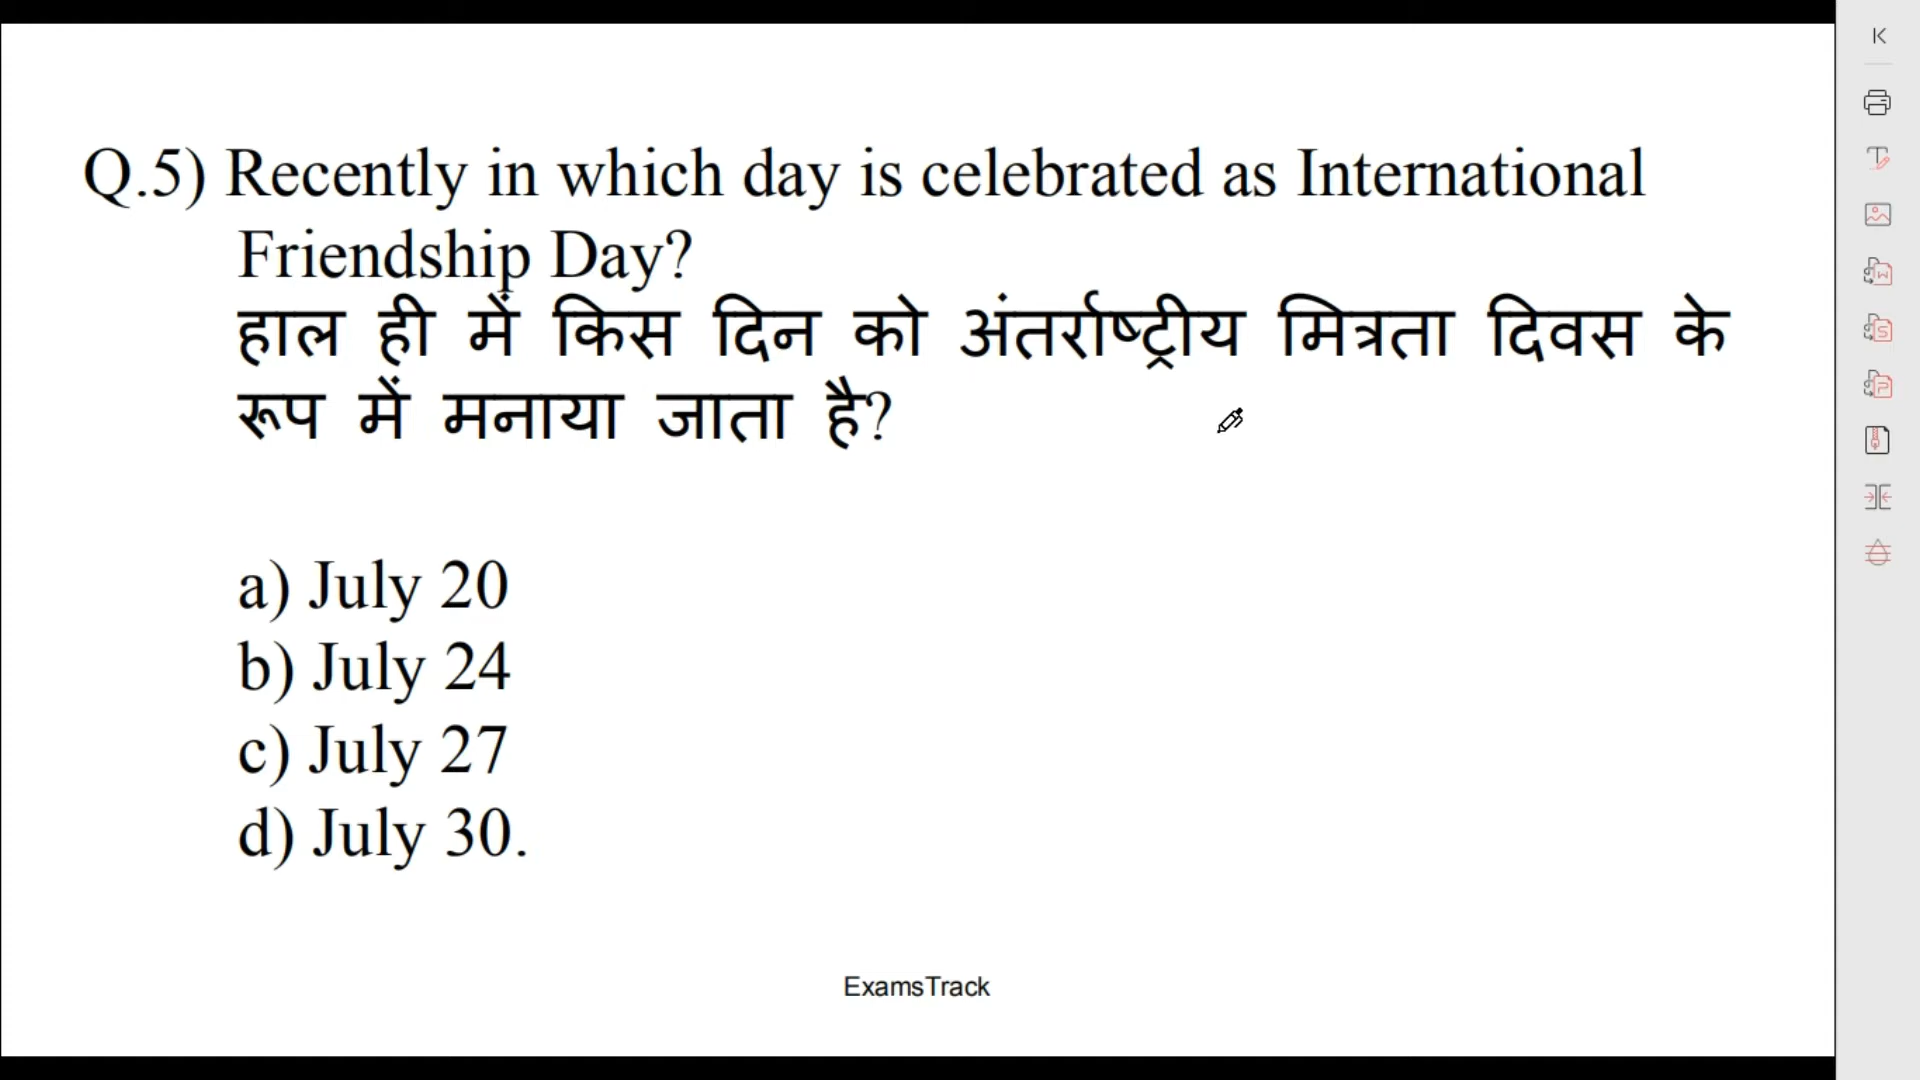 Q.5) Recently in which day is celebrated as International
Friendship Day?
हाल ही में किस दिन को अंतर्राष्ट्रीय मित्रता दिवस के
रूप में मनाया जाता है?
a) July 20
b) July 24
c) July 27
d) July 30.
ExamsTrack